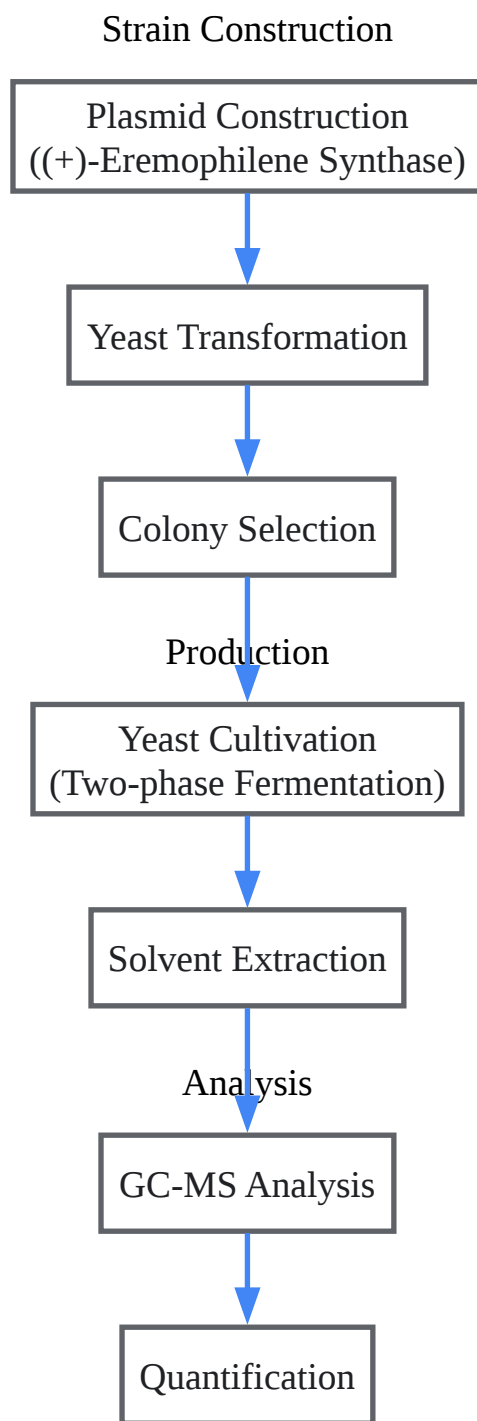 Strain Construction
Plasmid Construction
((+)-Eremophilene Synthase)
Yeast Transformation
Colony Selection
Production
Yeast Cultivation
(Two-phase Fermentation)
Solvent Extraction
Analysis
GC-MS Analysis
Quantification